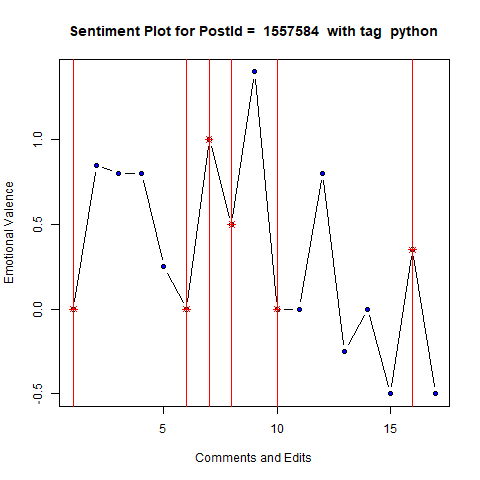 Sentiment Plot for PostId =  1557584  with tag  python
Emotional Valence
1.0
0.5
0.0
-0.5
5
10
15
Comments and Edits